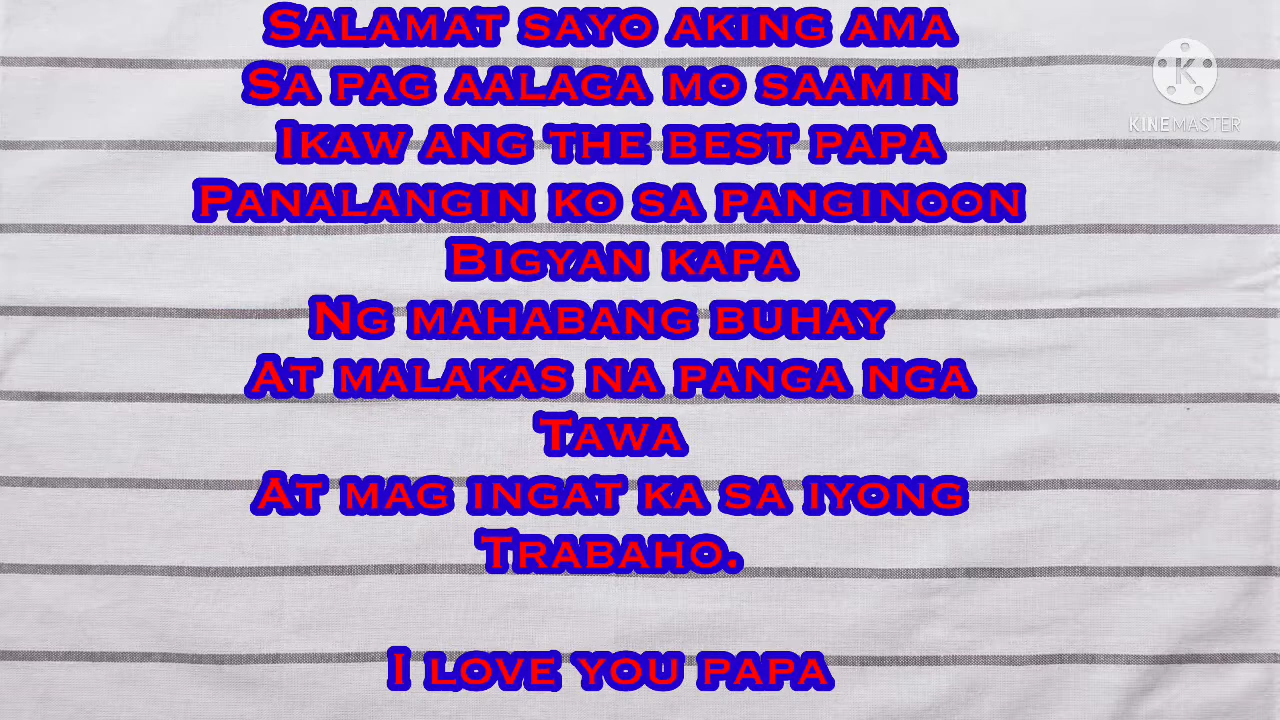 Salamat sayo aking ama
Sa pag aalaga mo saamin
Ikaw ang the best papa
Panalangin ko sa panginoon
Bigyan kapa
Ng mahabang buhay
At malakas na panga nga
Tawa
At mag ingat ka sa iyong
Trabaho.
I love you papa
K
KINEMASTER